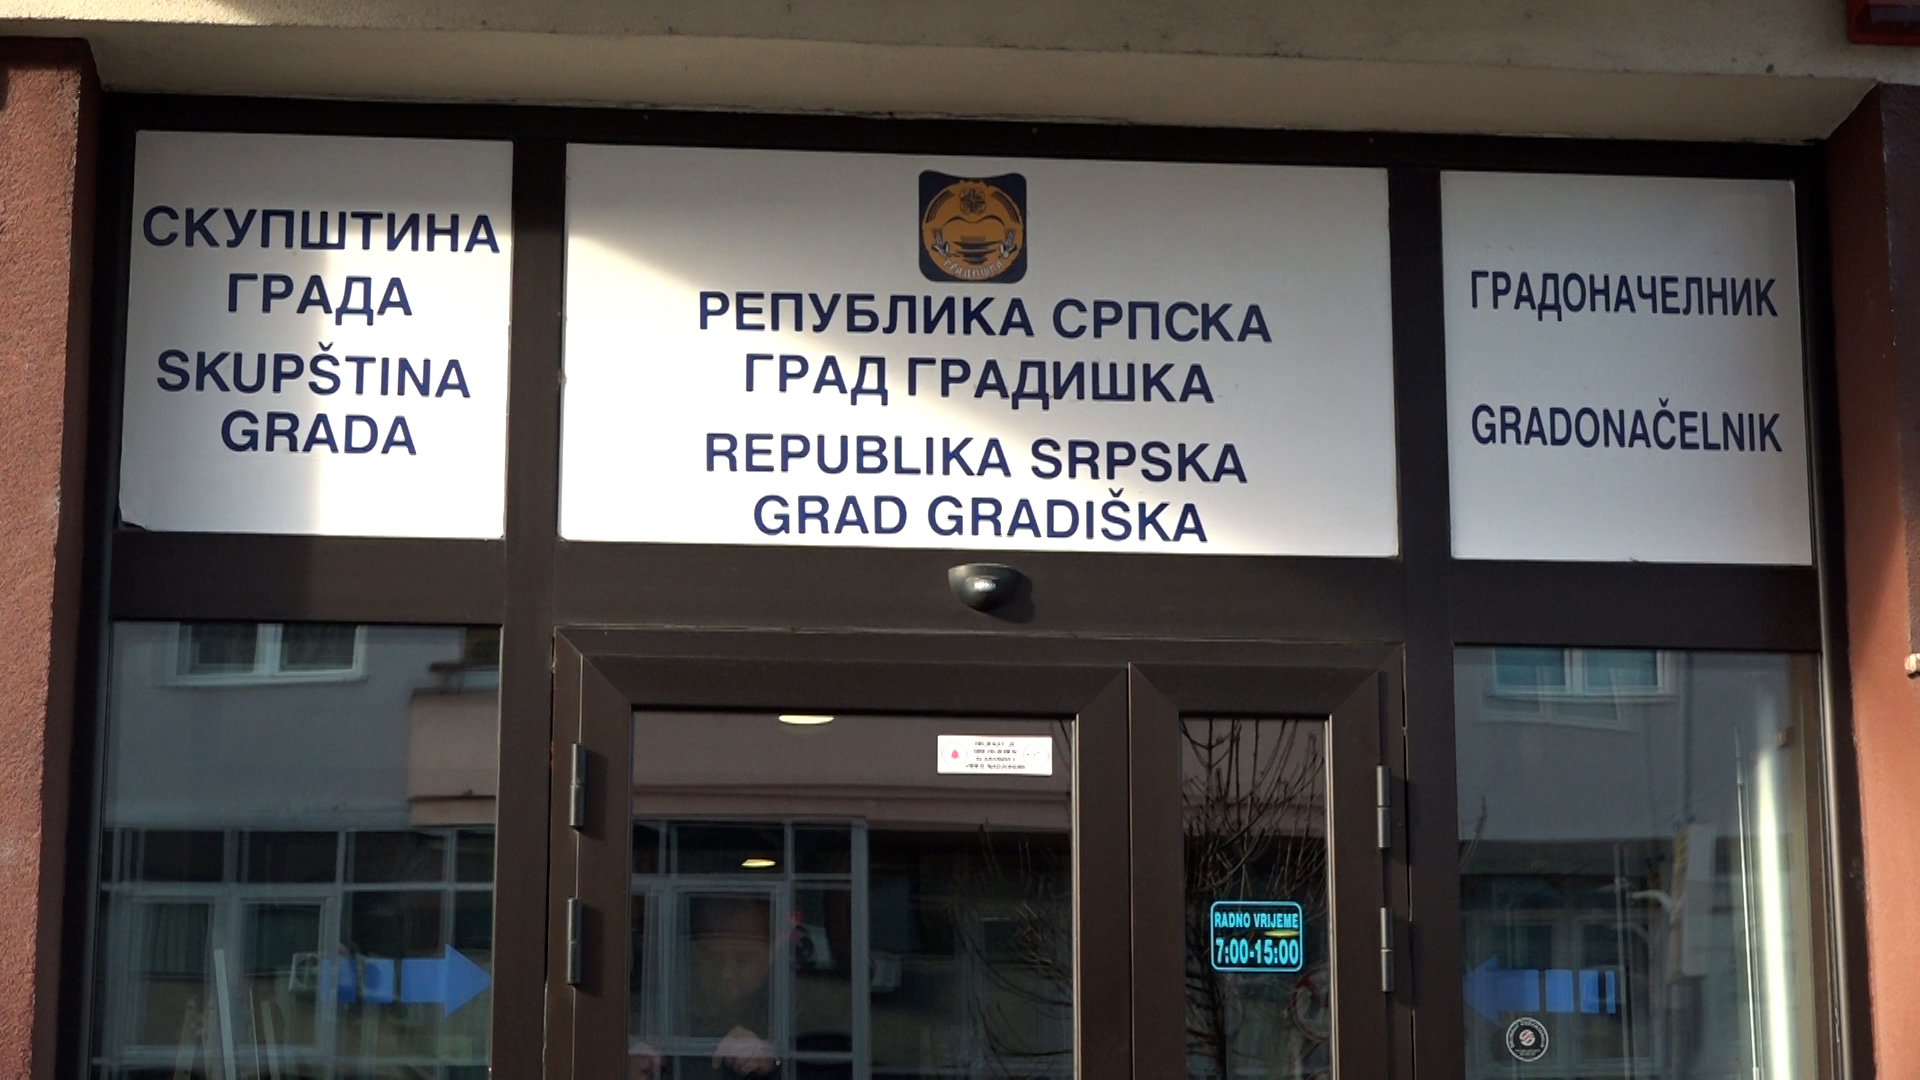 СКУПШТИНА
ГРАДА
SKUPŠTINA
GRADA
ГРАДИШКА
РЕПУБЛИКА СРПСКА
ГРАД ГРАДИШКА
REPUBLIKA SRPSKA
GRAD GRADIŠKA
ГРАДОНАЧЕЛНИК
GRADONAČELNIK
RADNO VRIJEME
7:00-15:00